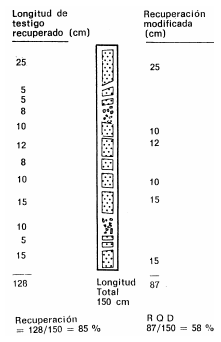 Longitud de
testigo
recuperado (cm)
Recuperación
modificada
(cm)
25
25
5
5
8
10
10
12
12
8
10
10
15
15
10
5
15
15
128
Longitud
Total
150 cm
87
Recuperación
= 128/150 = 85 %
R Q D
87/150 = 58 %